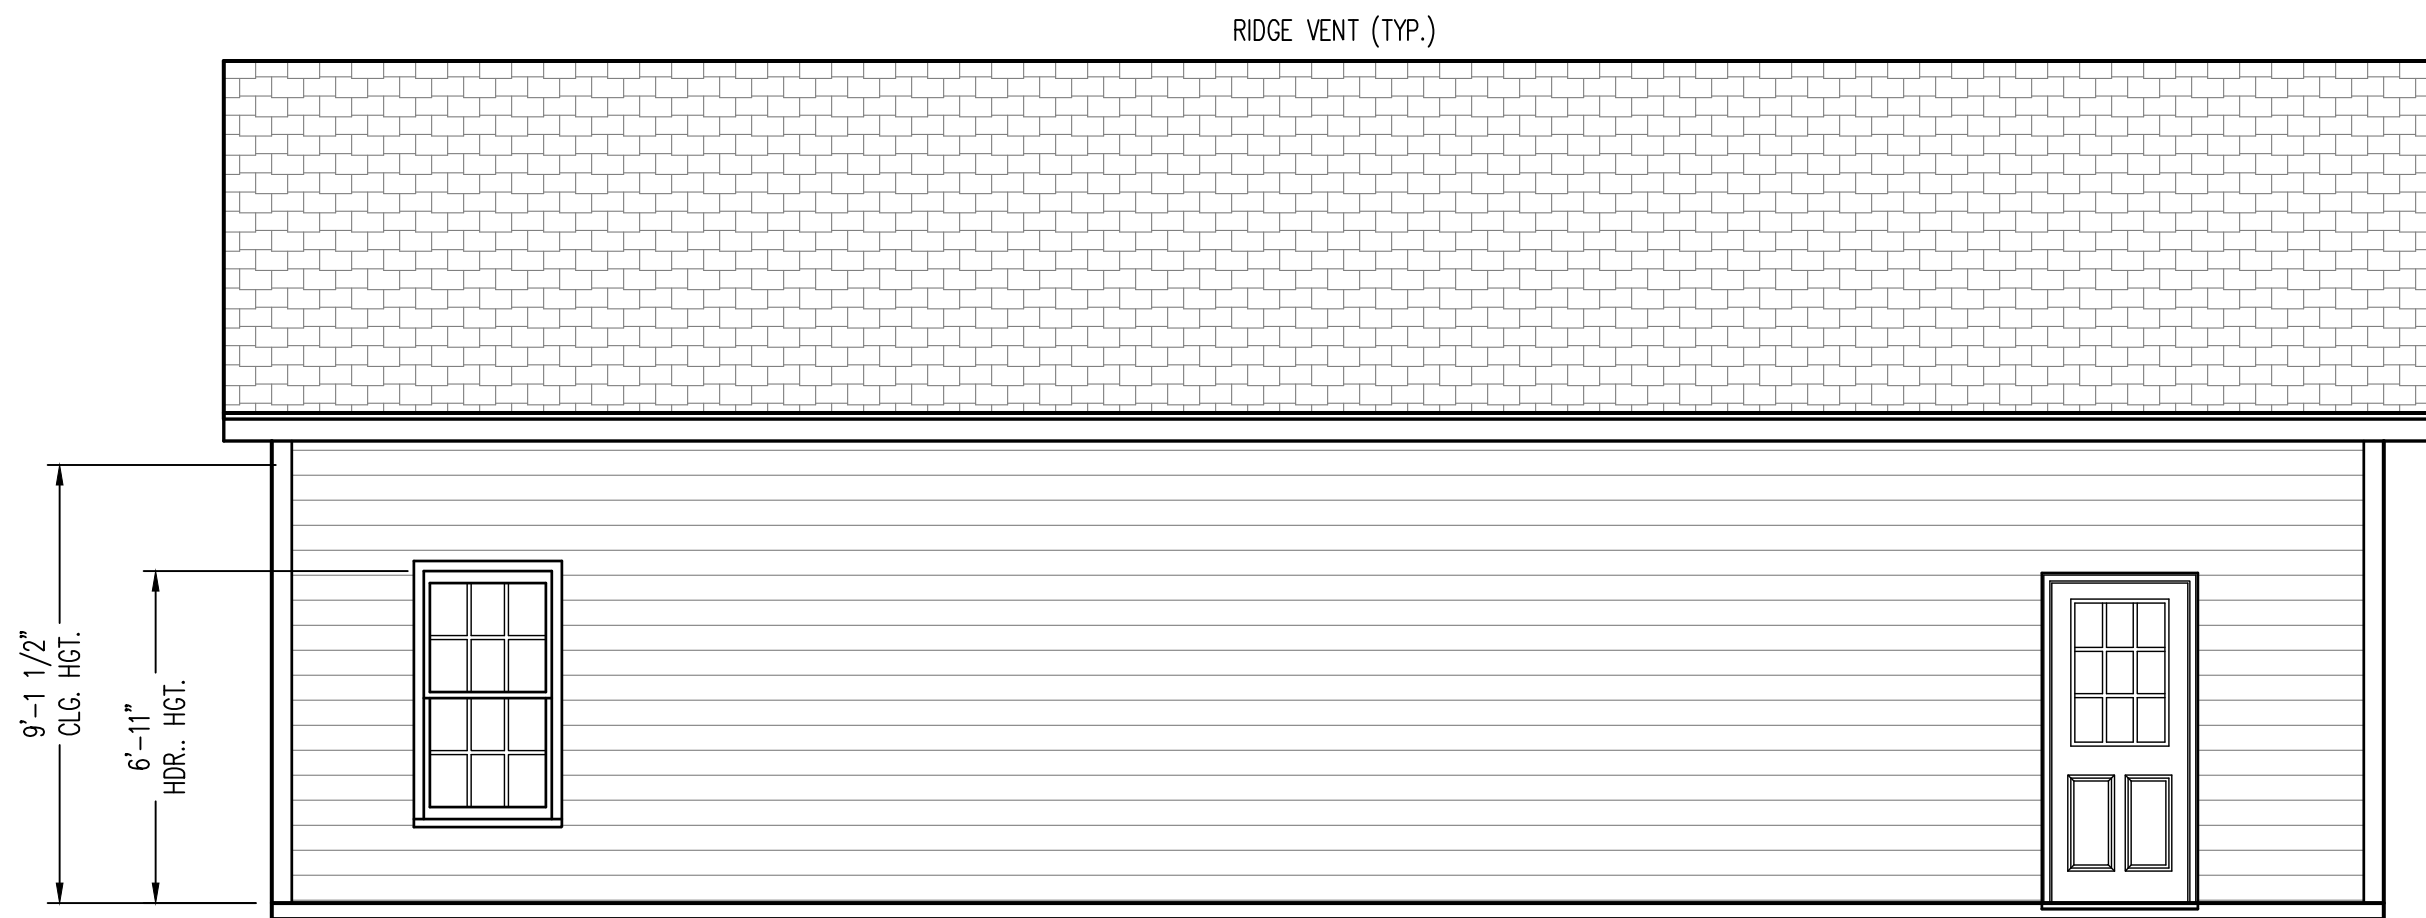 RIDGE VENT (TYP.)
9'-1 1/2"
CLG. HGT.
6'-11"
HDR.. HGT.